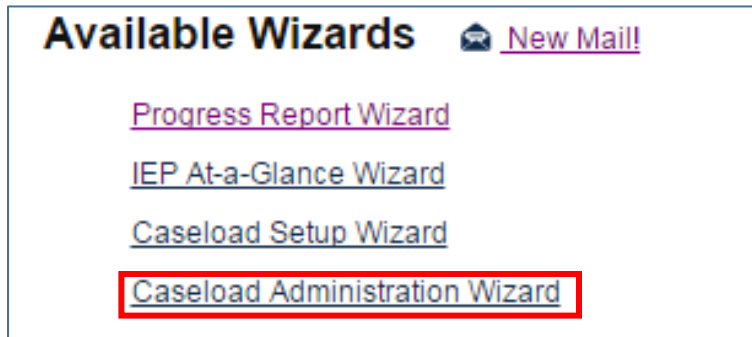 Available Wizards New Mail!
Progress Report Wizard
IEP At-a-Glance Wizard
Caseload Setup Wizard
Caseload Administration Wizard